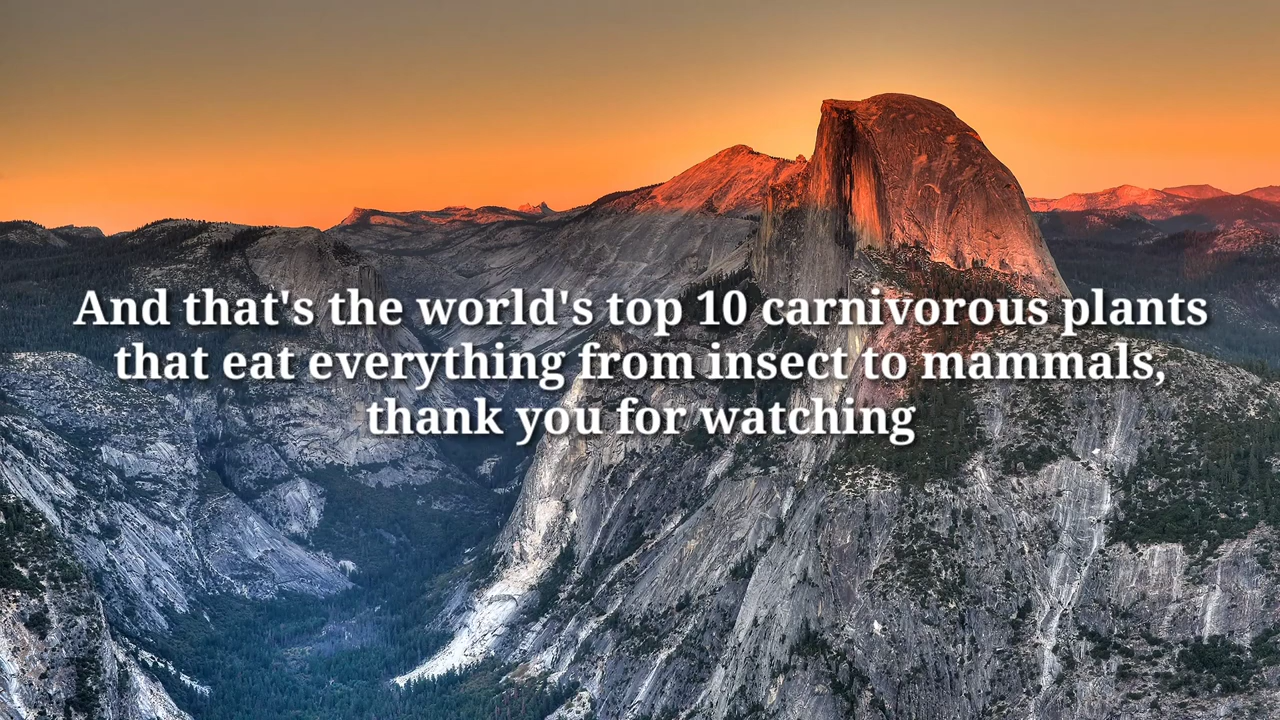 And that's the world's top 10 carnivorous plants
that eat everything from insect to mammals,
thank you for watching